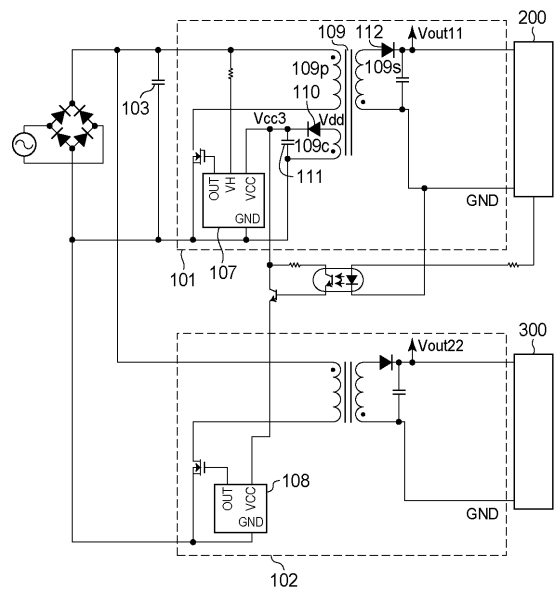 109
112
Vout11
200
109p
109s
110
103
Vcc3
Vdd
109c
111
OUT
VH
VCC
GND
GND
101
107
Vout22
300
OUT
VCC
GND
108
GND
102